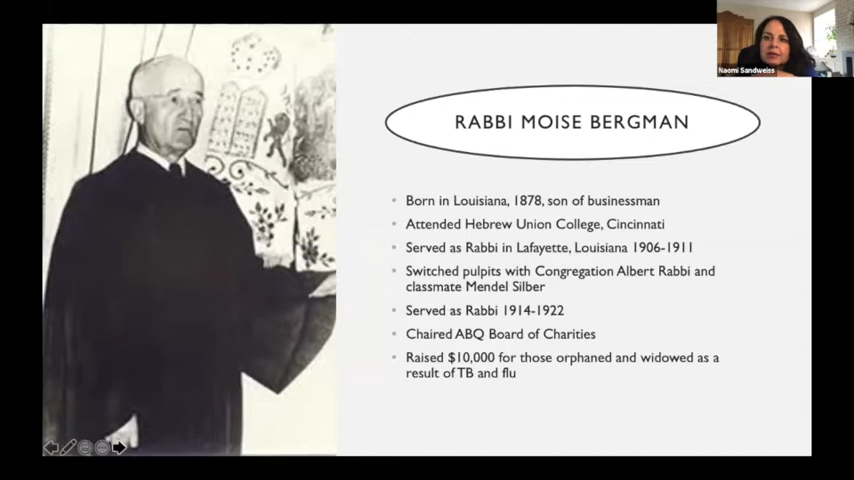 Naomi Sandweiss
RABBI MOISE BERGMAN
• Born in Louisiana, 1878, son of businessman
• Attended Hebrew Union College, Cincinnati
• Served as Rabbi in Lafayette, Louisiana 1906-1911
• Switched pulpits with Congregation Albert Rabbi and
classmate Mendel Silber
• Served as Rabbi 1914-1922
• Chaired ABQ Board of Charities
• Raised $10,000 for those orphaned and widowed as a
result of TB and flu